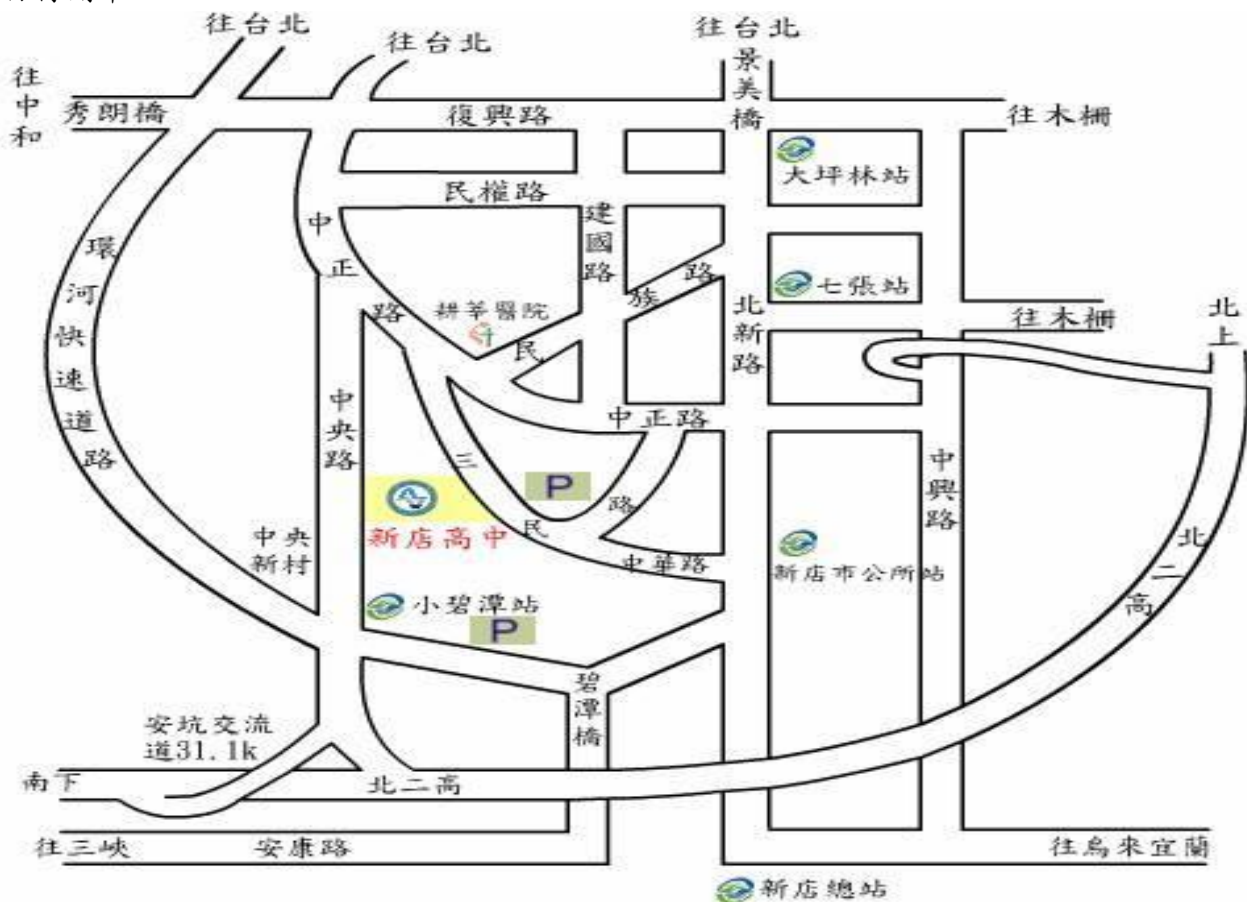 往台北
往台北
往台北
往中和
秀朗橋
復興路
景美橋
往木柵
大坪林站
民權路
建國路
中正路
環河快速道路
民族路
耕莘醫院
七張站
北新路
往木柵
北上
中央路
中正路
三民路
P
中興路
新店高中
中央新村
中華路
新店市公所站
北二高
小碧潭站
P
碧潭橋
安坑交流
道31.1k
南下
北二高
往三峽
安康路
往烏來宜蘭
新店總站